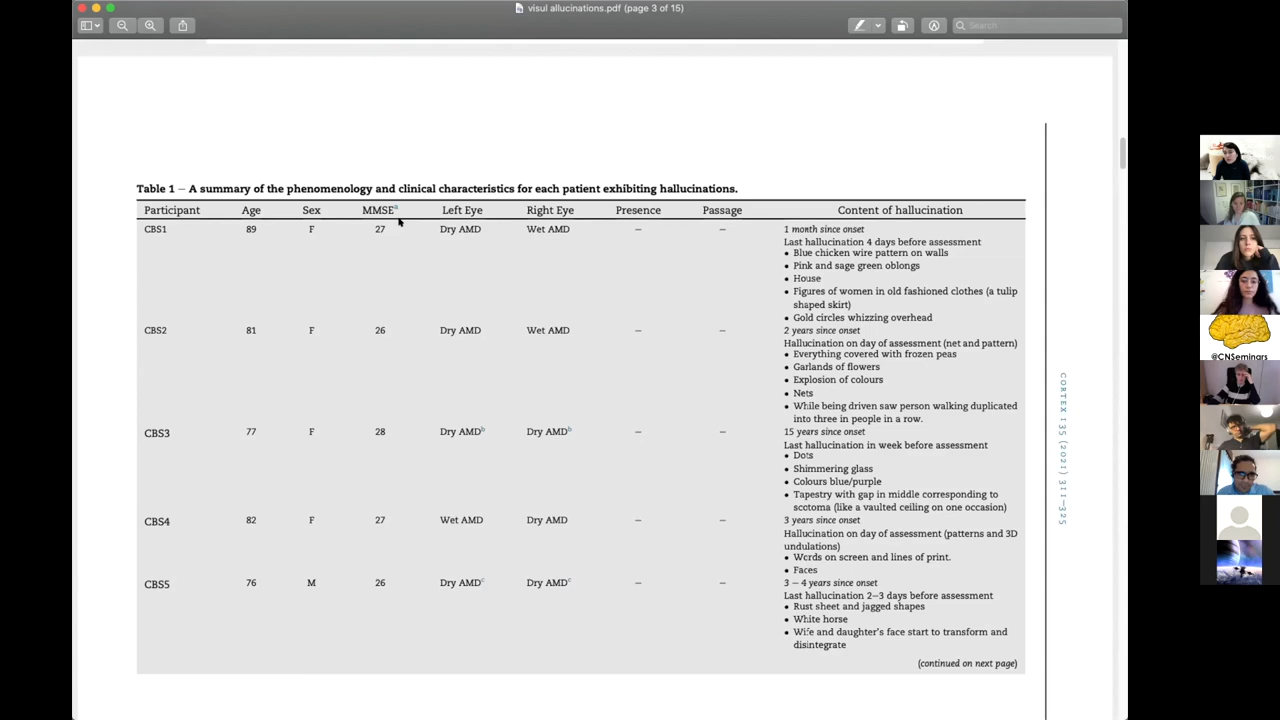 visul allucinations.pdf (page 3 of 15)
Search
Table 1 – A summary of the phenomenology and clinical characteristics for each patient exhibiting hallucinations.
Participant Age Sex MMSEa Left Eye Right Eye Presence Passage Content of hallucination
CBS1 89 F 27 Dry AMD Wet AMD – – 1 month since onset
Last hallucination 4 days before assessment
• Blue chicken wire pattern on walls
• Pink and sage green oblongs
• House
• Figures of women in old fashioned clothes (a tulip
shaped skirt)
• Gold circles whizzing overhead
CBS2 81 F 26 Dry AMD Wet AMD – – 2 years since onset
Hallucination on day of assessment (net and pattern)
• Everything covered with frozen peas
• Garlands of flowers
• Explosion of colours
• Nets
• While being driven saw person walking duplicated
into three in people in a row.
CBS3 77 F 28 Dry AMDb Dry AMDb – – 15 years since onset
Last hallucination in week before assessment
• Dots
• Shimmering glass
• Colours blue/purple
• Tapestry with gap in middle corresponding to
scotoma (like a vaulted ceiling on one occasion)
CBS4 82 F 27 Wet AMD Dry AMD – – 3 years since onset
Hallucination on day of assessment (patterns and 3D
undulations)
• Words on screen and lines of print.
• Faces
CBS5 76 M 26 Dry AMDc Dry AMDc – – 3 – 4 years since onset
Last hallucination 2–3 days before assessment
• Rust sheet and jagged shapes
• White horse
• Wife and daughter's face start to transform and
disintegrate
(continued on next page)
CORTEX 135 (2021) 311–325
@CNSeminars